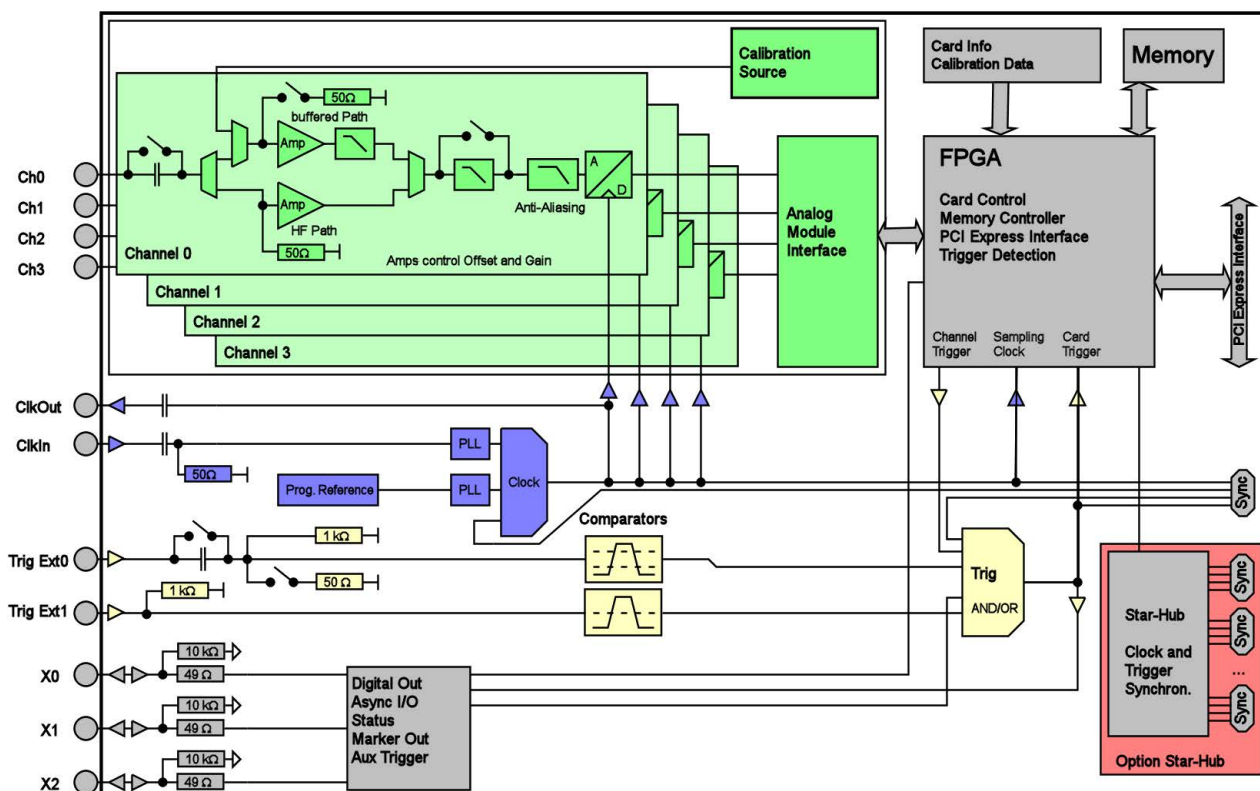 Calibration
Source
Card Info
Calibration Data
Memory
50Ω
buffered Path
Amp
Amp
HF Path
50Ω
Anti-Aliasing
A
D
Channel 0
Amps control Offset and Gain
Channel 1
Channel 2
Channel 3
Ch0
Ch1
Ch2
Ch3
Analog
Module
Interface
FPGA
Card Control
Memory Controller
PCI Express Interface
Trigger Detection
Channel
Trigger
Sampling
Clock
Card
Trigger
PCI Express Interface
ClkOut
ClkIn
50Ω
PLL
Prog. Reference
PLL
Clock
Sync
Comparators
Trig Ext0
1 kΩ
50 Ω
Trig Ext1
1 kΩ
Trig
AND/OR
X0
10 kΩ
49 Ω
X1
10 kΩ
49 Ω
X2
10 kΩ
49 Ω
Digital Out
Async I/O
Status
Marker Out
Aux Trigger
Star-Hub
Clock and
Trigger
Synchron.
Sync
Sync
...
Sync
Option Star-Hub